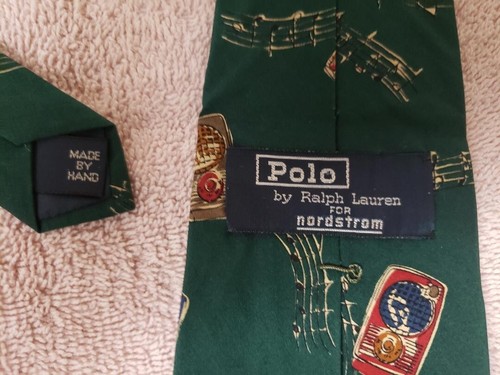 MADE
BY
HAND
Polo
by Ralph Lauren
FOR
nordstrom